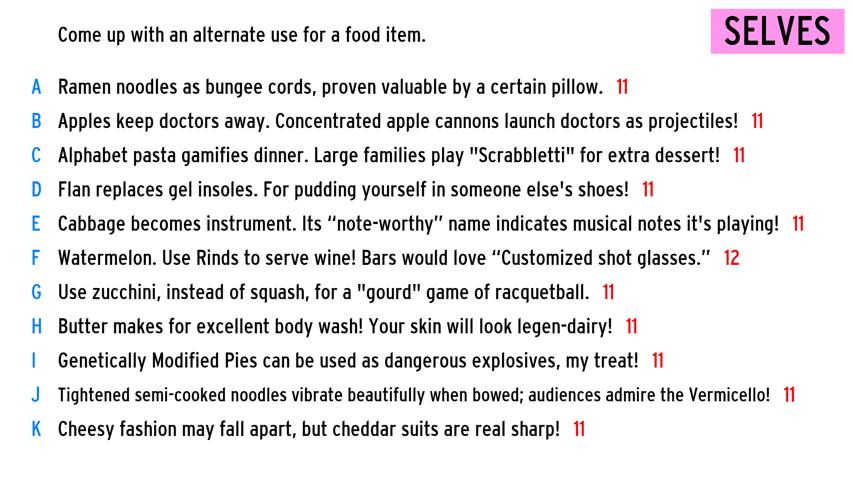 Come up with an alternate use for a food item.
SELVES
A Ramen noodles as bungee cords, proven valuable by a certain pillow. 11
B Apples keep doctors away. Concentrated apple cannons launch doctors as projectiles! 11
C Alphabet pasta gamifies dinner. Large families play "Scrabbletti" for extra dessert! 11
D Flan replaces gel insoles. For pudding yourself in someone else's shoes! 11
E Cabbage becomes instrument. Its “note-worthy” name indicates musical notes it's playing! 11
F Watermelon. Use Rinds to serve wine! Bars would love “Customized shot glasses.” 12
G Use zucchini, instead of squash, for a "gourd" game of racquetball. 11
H Butter makes for excellent body wash! Your skin will look legen-dairy! 11
I Genetically Modified Pies can be used as dangerous explosives, my treat! 11
J Tightened semi-cooked noodles vibrate beautifully when bowed; audiences admire the Vermicello! 11
K Cheesy fashion may fall apart, but cheddar suits are real sharp! 11